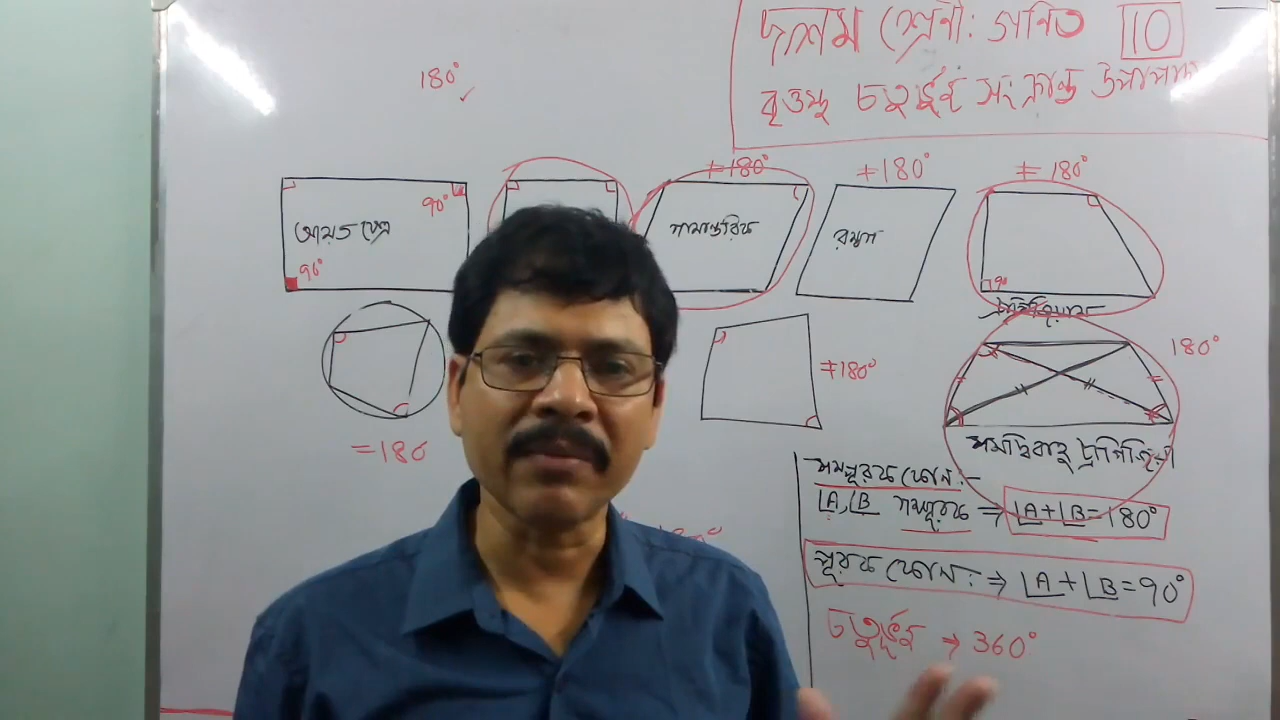 দশম শ্রেণী: গণিত 10
বৃত্তস্থ চতুর্ভুজ সংক্রান্ত উপপাদ্য
180°
≠180°
≠180°
≠ 180°
90°
আয়তক্ষেত্র
90°
সামান্তরিক
রম্বস
90°
ট্রাপিজিয়াম
180°
≠180°
= 180
সমদ্বিবাহু ট্রাপিজিয়াম
সম্পূরক কোণ:-
∠A, ∠B সম্পূরক ⇒ ∠A+∠B=180°
পূরক কোণ: ⇒ ∠A+∠B=90°
চতুর্ভুজ → 360°